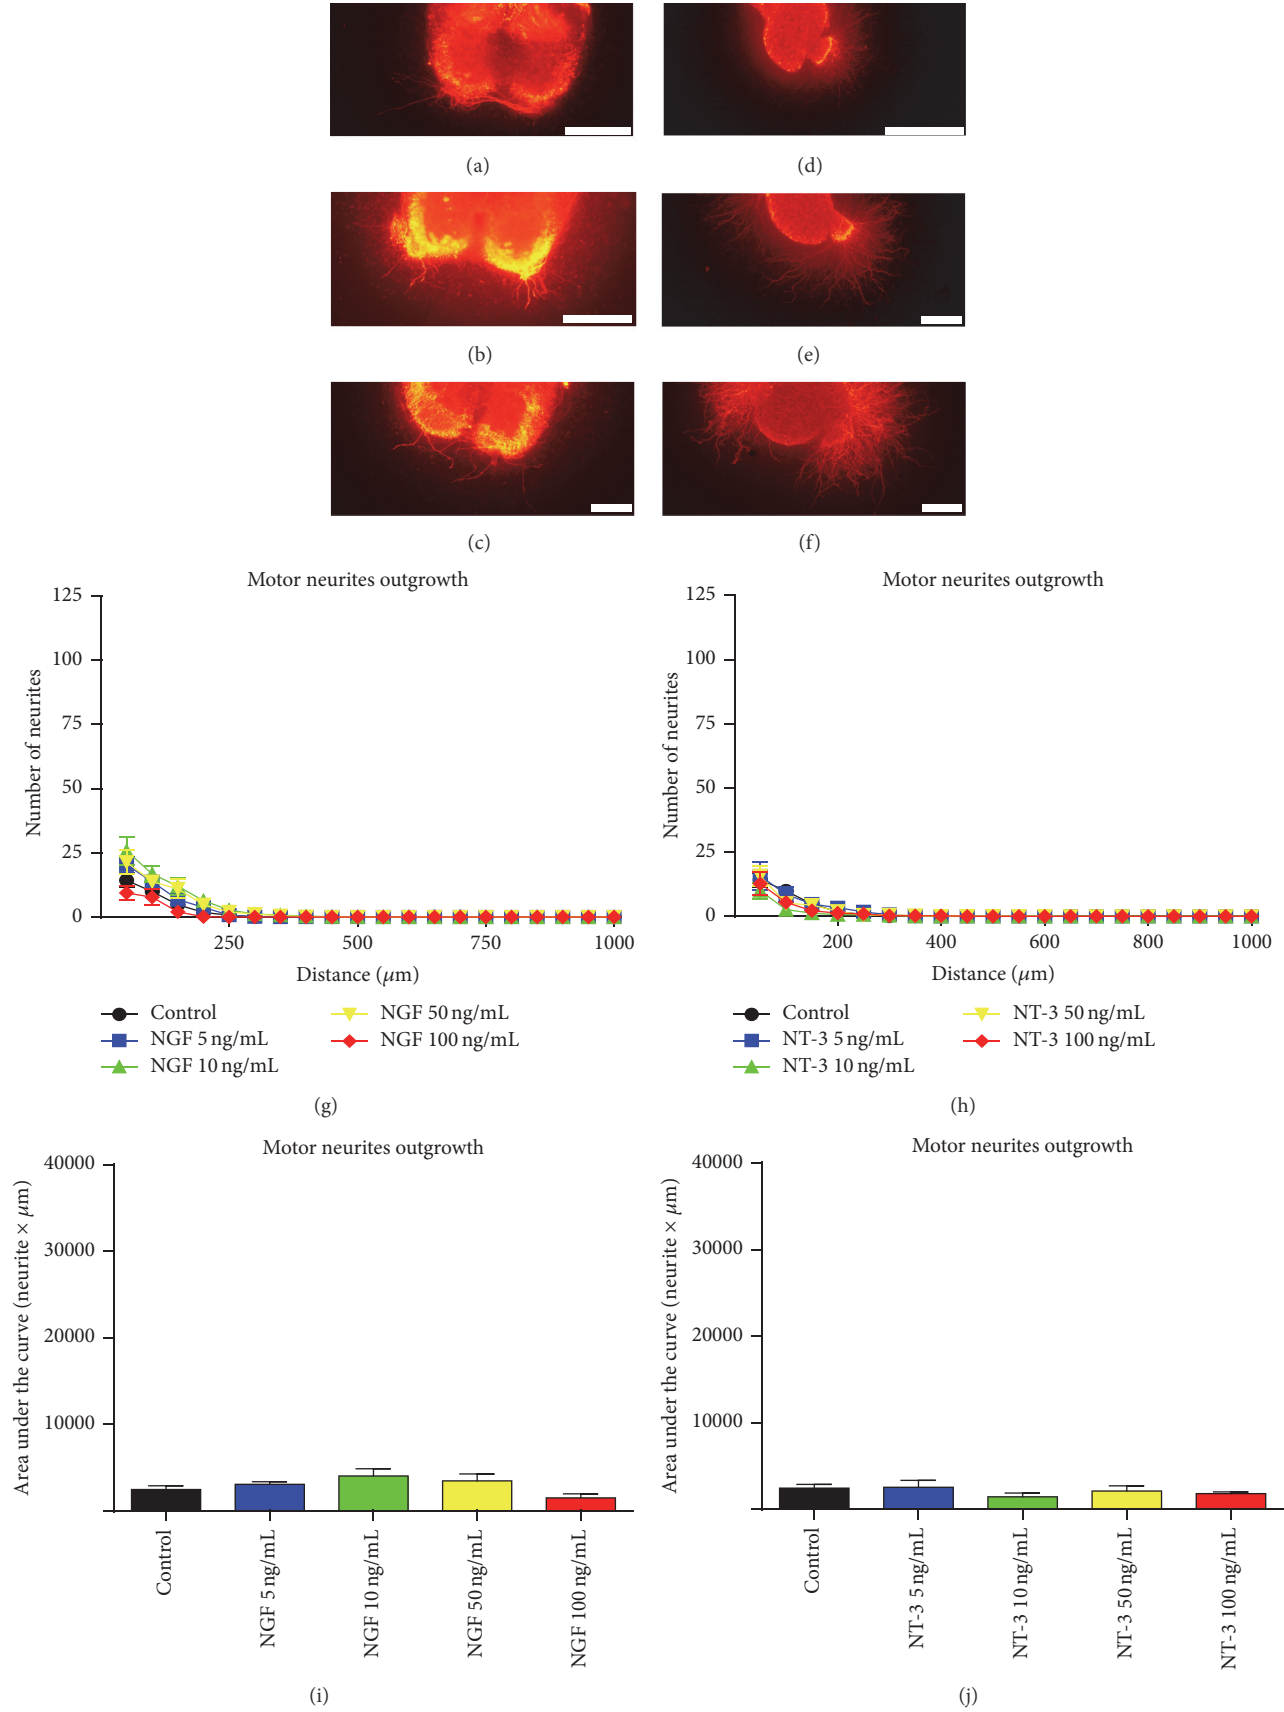 (a)
(d)
(b)
(e)
(c)
(f)
Motor neurites outgrowth
125
100
75
50
25
0
Number of neurites
250
500
750
1000
Distance (μm)
Control
NGF 5 ng/mL
NGF 10 ng/mL
NGF 50 ng/mL
NGF 100 ng/mL
(g)
Motor neurites outgrowth
125
100
75
50
25
0
Number of neurites
200
400
600
800
1000
Distance (μm)
Control
NT-3 5 ng/mL
NT-3 10 ng/mL
NT-3 50 ng/mL
NT-3 100 ng/mL
(h)
Motor neurites outgrowth
40000
30000
20000
10000
Area under the curve (neurite × μm)
Control
NGF 5 ng/mL
NGF 10 ng/mL
NGF 50 ng/mL
NGF 100 ng/mL
(i)
Motor neurites outgrowth
40000
30000
20000
10000
Area under the curve (neurite × μm)
Control
NT-3 5 ng/mL
NT-3 10 ng/mL
NT-3 50 ng/mL
NT-3 100 ng/mL
(j)